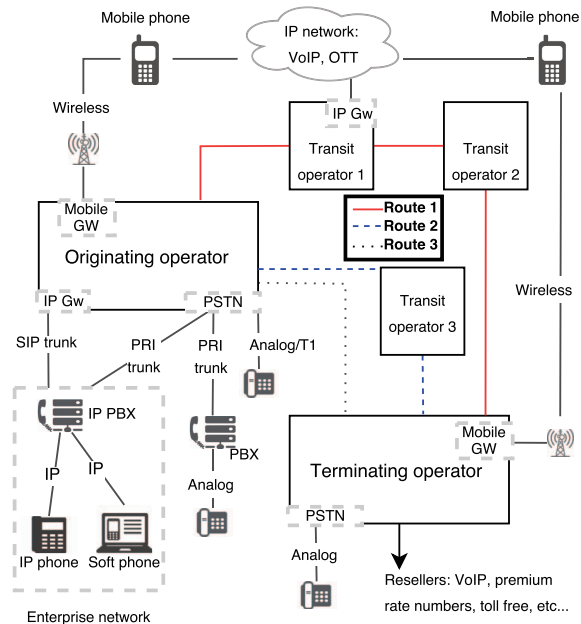 Mobile phone
IP network:
VoIP, OTT
Mobile phone
Wireless
IP Gw
Transit
operator 1
Transit
operator 2
Mobile
GW
Route 1
Route 2
Route 3
Originating operator
IP Gw
PSTN
Transit
operator 3
Wireless
SIP trunk
PRI
trunk
PRI
trunk
Analog/T1
IP PBX
PBX
Mobile
GW
Terminating operator
IP
IP
Analog
PSTN
IP phone
Soft phone
Analog
Resellers: VoIP, premium
rate numbers, toll free, etc...
Enterprise network